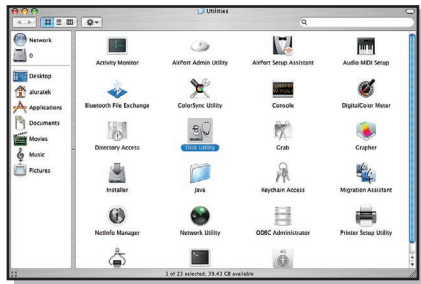 Utilities
Network
0
Desktop
aluratek
Applications
Documents
Movies
Music
Pictures
Activity Monitor
AirPort Admin Utility
AirPort Setup Assistant
Audio MIDI Setup
Bluetooth File Exchange
ColorSync Utility
Console
DigitalColor Meter
Directory Access
Disk Utility
Grab
Grapher
Installer
Java
Keychain Access
Migration Assistant
NetInfo Manager
Network Utility
ODBC Administrator
Printer Setup Utility
1 of 23 selected, 39.43 GB available